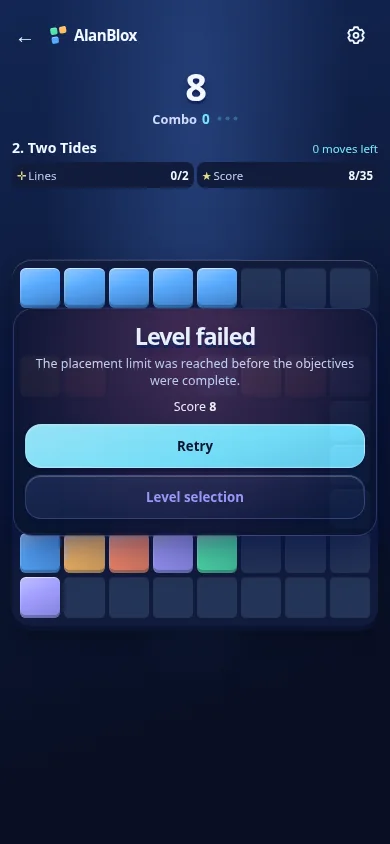 ← AlanBlox
8
Combo 0
2. Two Tides 0 moves left
Lines 0/2 Score 8/35
Level failed
The placement limit was reached before the objectives
were complete.
Score 8
Retry
Level selection